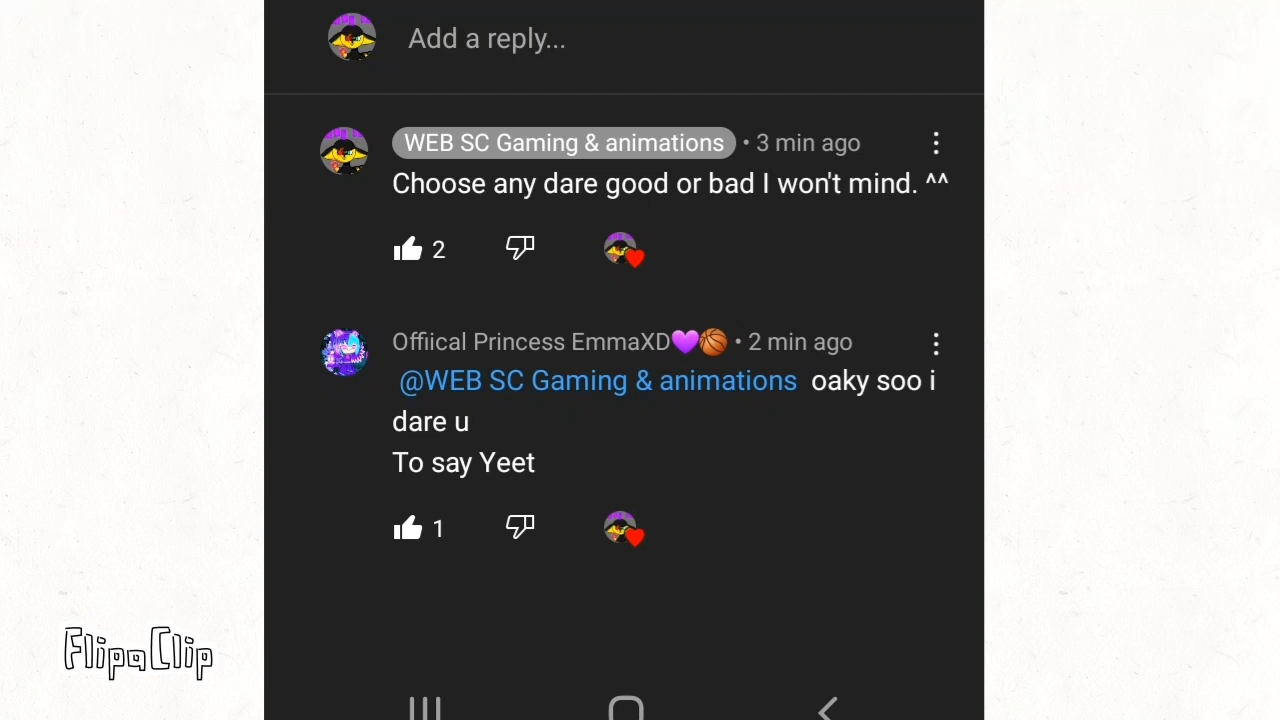 Add a reply...
WEB SC Gaming & animations • 3 min ago
Choose any dare good or bad I won't mind. ^^
2
Offiical Princess EmmaXD💜🏀 • 2 min ago
@WEB SC Gaming & animations oaky soo i
dare u
To say Yeet
1
FlipaClip